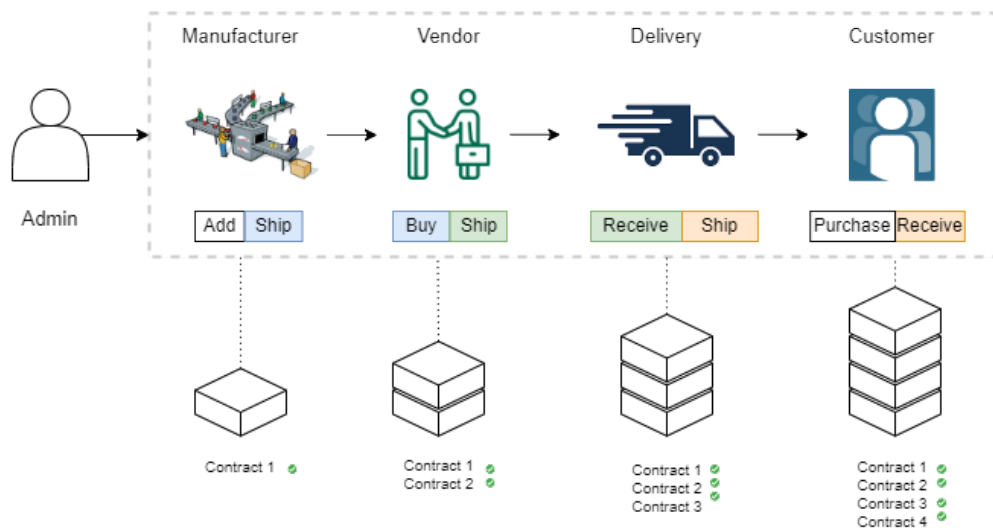 Manufacturer Vendor Delivery Customer
Admin
Add Ship Buy Ship Receive Ship Purchase Receive
Contract 1
Contract 1
Contract 2
Contract 1
Contract 2
Contract 3
Contract 1
Contract 2
Contract 3
Contract 4